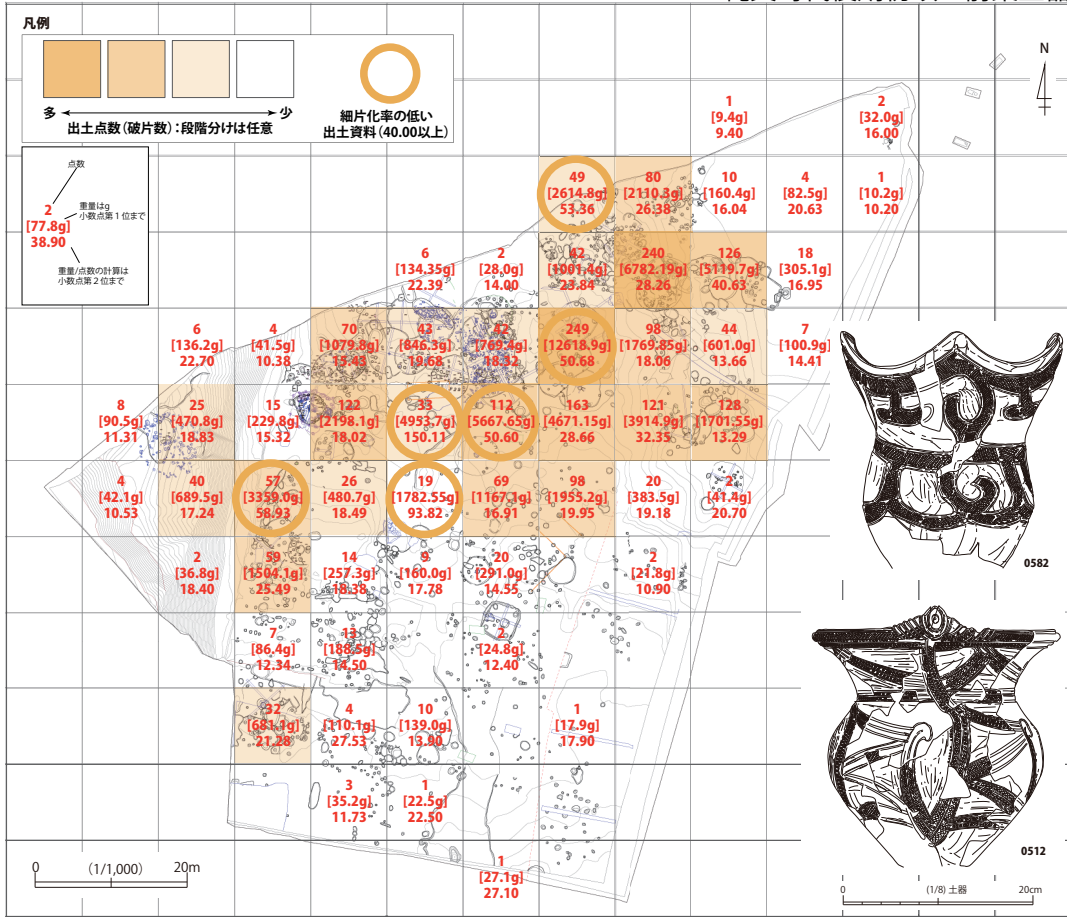 凡例
多
少
出土点数(破片数):段階分けは任意
細片化率の低い
出土資料(40.00以上)
点数
重量はg
小数点第1位まで
2
[77.8g]
38.90
重量/点数の計算は
小数点第2位まで
N
1
[9.4g]
9.40
2
[32.0g]
16.00
49
[2614.8g]
53.36
80
[2110.3g]
26.38
10
[160.4g]
16.04
4
[82.5g]
20.63
1
[10.2g]
10.20
6
[134.35g]
22.39
2
[28.0g]
14.00
42
[1001.4g]
23.84
240
[6782.19g]
28.26
126
[5119.7g]
40.63
18
[305.1g]
16.95
6
[136.2g]
22.70
4
[41.5g]
10.38
70
[1079.8g]
15.43
43
[846.3g]
19.68
42
[769.4g]
18.32
249
[12618.9g]
50.68
98
[1769.85g]
18.06
44
[601.0g]
13.66
7
[100.9g]
14.41
8
[90.5g]
11.31
25
[470.8g]
18.83
15
[229.8g]
15.32
122
[2198.1g]
18.02
33
[4953.7g]
150.11
112
[5667.65g]
50.60
163
[4671.15g]
28.66
121
[3914.9g]
32.35
128
[1701.55g]
13.29
4
[42.1g]
10.53
40
[689.5g]
17.24
57
[3359.0g]
58.93
26
[480.7g]
18.49
19
[1782.55g]
93.82
69
[1167.1g]
16.91
98
[1955.2g]
19.95
20
[383.5g]
19.18
2
[41.4g]
20.70
2
[36.8g]
18.40
59
[1504.1g]
25.49
14
[257.3g]
18.38
9
[160.0g]
17.78
20
[291.0g]
14.55
2
[21.8g]
10.90
7
[86.4g]
12.34
13
[188.5g]
14.50
2
[24.8g]
12.40
32
[681.1g]
21.28
4
[110.1g]
27.53
10
[139.0g]
13.90
1
[17.9g]
17.90
3
[35.2g]
11.73
1
[22.5g]
22.50
1
[27.1g]
27.10
0582
0512
0
(1/1,000)
20m
0
(1/8) 土器
20cm